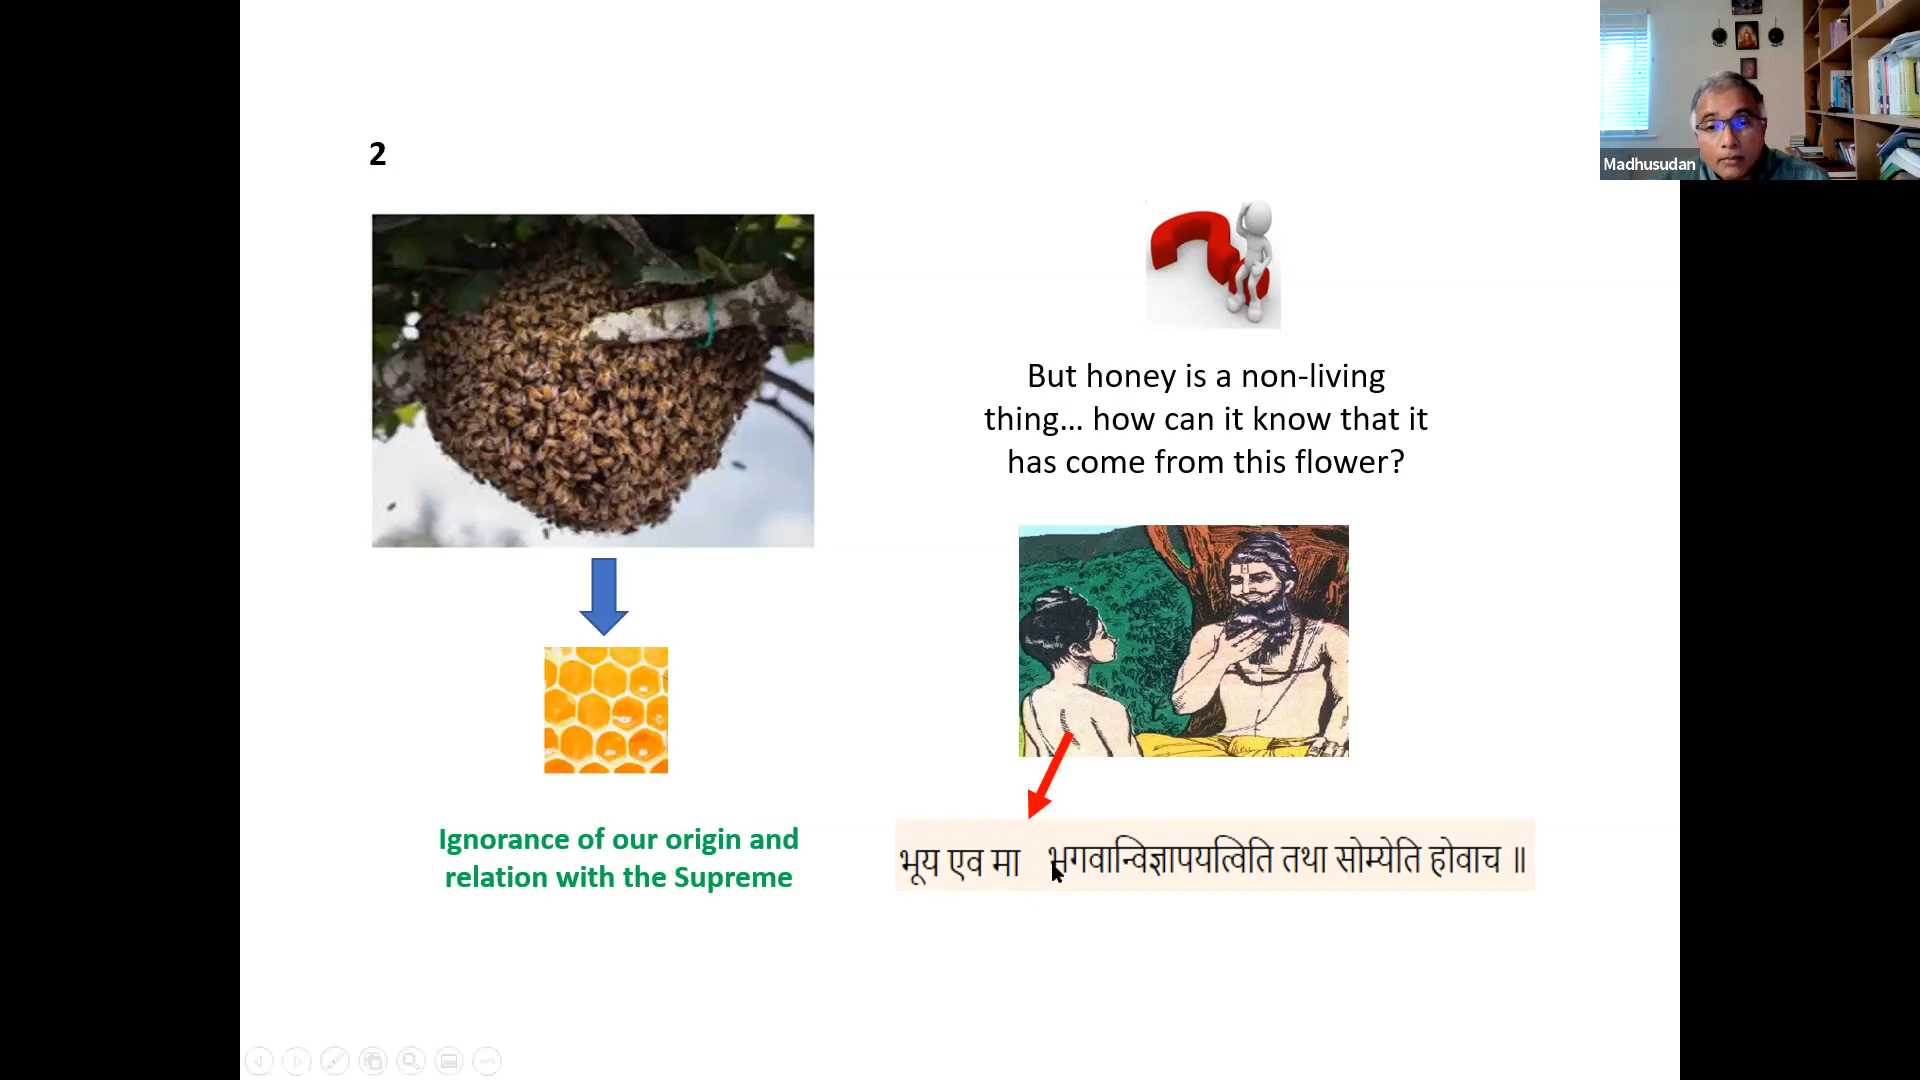 Madhusudan
2
But honey is a non-living
thing... how can it know that it
has come from this flower?
Ignorance of our origin and
relation with the Supreme
भूय एव मा भगवान्विज्ञापयत्विति तथा सोम्येति होवाच ॥